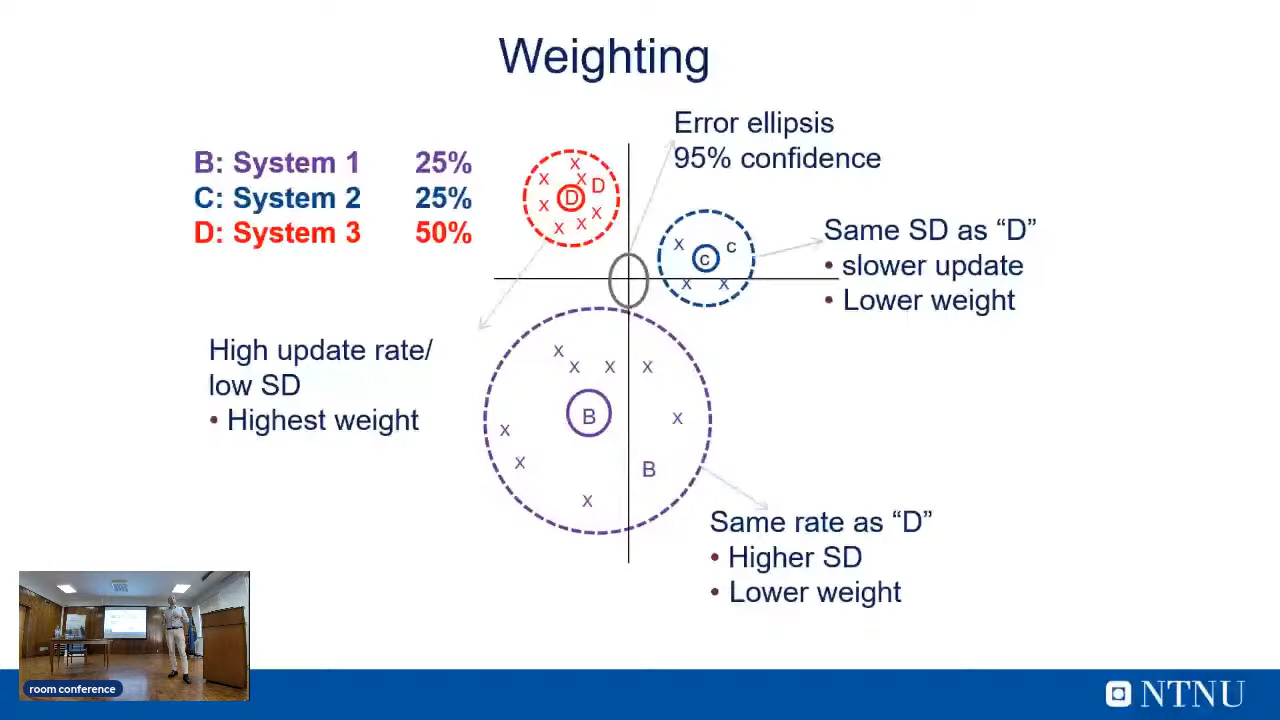 Weighting
B: System 1 25%
C: System 2 25%
D: System 3 50%
Error ellipsis
95% confidence
x
x x D
D
x x
x x
Same SD as “D”
• slower update
• Lower weight
x c
c
x x
High update rate/
low SD
• Highest weight
x
x x x
B x
x
x B
x
Same rate as “D”
• Higher SD
• Lower weight
room conference
NTNU